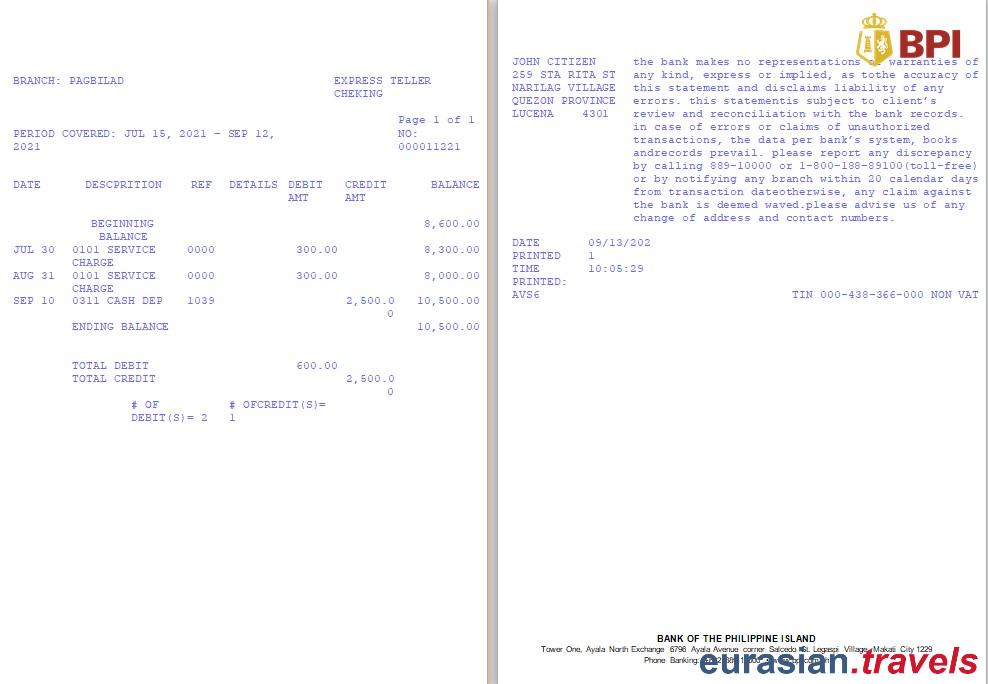 BRANCH: PAGBILAD
EXPRESS TELLER
CHEKING
Page 1 of 1
PERIOD COVERED: JUL 15, 2021 – SEP 12,
2021
NO:
000011221
DATE DESCPRITION REF DETAILS DEBIT CREDIT BALANCE
AMT AMT
BEGINNING 8,600.00
BALANCE
JUL 30 0101 SERVICE 0000 300.00 8,300.00
CHARGE
AUG 31 0101 SERVICE 0000 300.00 8,000.00
CHARGE
SEP 10 0311 CASH DEP 1039 2,500.0 10,500.00
0
ENDING BALANCE 10,500.00
TOTAL DEBIT 600.00
TOTAL CREDIT 2,500.0
0
# OF # OFCREDIT(S)=
DEBIT(S)= 2 1
BPI
JOHN CITIZEN
259 STA RITA ST
NARILAG VILLAGE
QUEZON PROVINCE
LUCENA 4301
the bank makes no representations warranties of
any kind, express or implied, as tothe accuracy of
this statement and disclaims liability of any
errors. this statementis subject to client's
review and reconciliation with the bank records.
in case of errors or claims of unauthorized
transactions, the data per bank's system, books
andrecords prevail. please report any discrepancy
by calling 889-10000 or 1-800-188-89100(toll-free)
or by notifying any branch within 20 calendar days
from transaction dateotherwise, any claim against
the bank is deemed waved.please advise us of any
change of address and contact numbers.
DATE 09/13/202
PRINTED 1
TIME 10:05:29
PRINTED:
AVS6 TIN 000-438-366-000 NON VAT
BANK OF THE PHILIPPINE ISLAND
Tower One, Ayala North Exchange 6796 Ayala Avenue corner Salcedo St. Legaspi Village, Makati City 1229
Phone Banking:
eurasian.travels